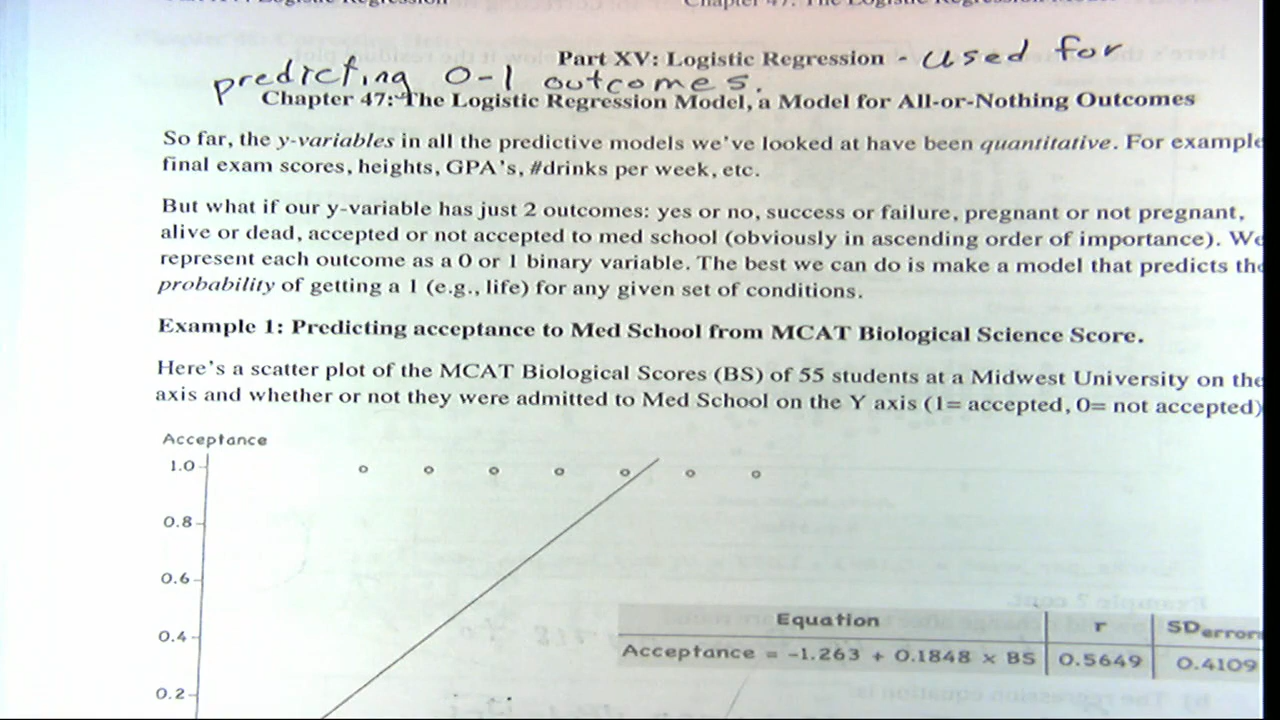 Part XV: Logistic Regression - used for
predicting 0-1 outcomes.
Chapter 47: The Logistic Regression Model, a Model for All-or-Nothing Outcomes
So far, the y-variables in all the predictive models we've looked at have been quantitative. For example
final exam scores, heights, GPA's, #drinks per week, etc.
But what if our y-variable has just 2 outcomes: yes or no, success or failure, pregnant or not pregnant,
alive or dead, accepted or not accepted to med school (obviously in ascending order of importance). We
represent each outcome as a 0 or 1 binary variable. The best we can do is make a model that predicts the
probability of getting a 1 (e.g., life) for any given set of conditions.
Example 1: Predicting acceptance to Med School from MCAT Biological Science Score.
Here's a scatter plot of the MCAT Biological Scores (BS) of 55 students at a Midwest University on the
axis and whether or not they were admitted to Med School on the Y axis (1= accepted, 0= not accepted)
Acceptance
1.0
0.8
0.6
Equation r SDerrors
0.4
Acceptance = -1.263 + 0.1848 × BS 0.5649 0.4109
0.2